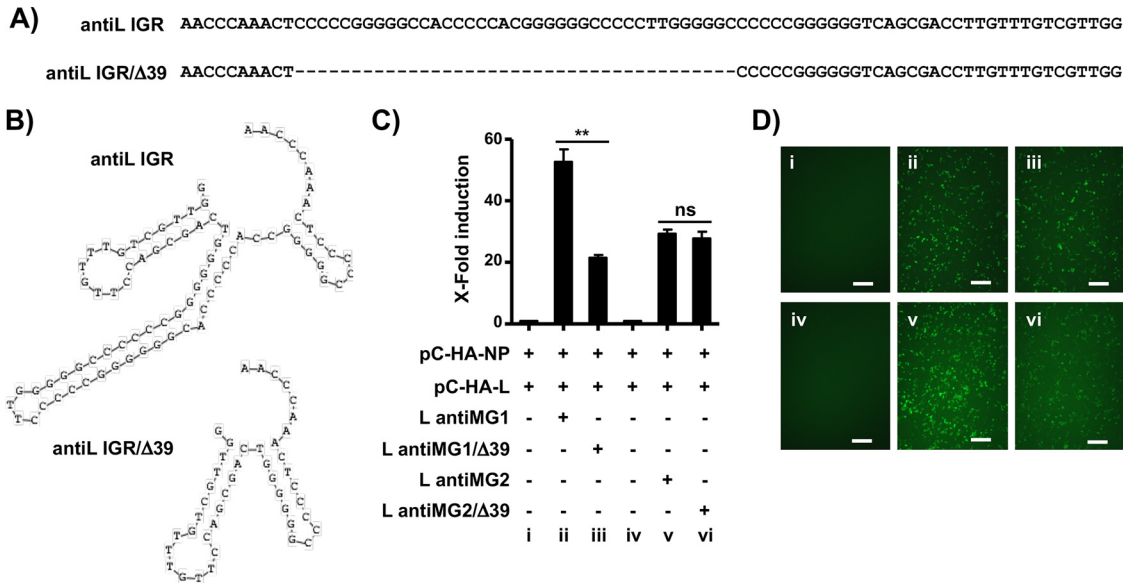 A)
antiL IGR AACCCAAACTCCCCCGGGGGCCACCCCCACGGGGGGCCCCCTTGGGGGCCCCCCGGGGGGTCAGCGACCTTGTTTGTCGTTGG
antiL IGR/Δ39 AACCCAAACT---------------------------------------CCCCCGGGGGGTCAGCGACCTTGTTTGTCGTTGG
B)
antiL IGR
antiL IGR/Δ39
C)
X-Fold induction
60
40
20
0
**
ns
pC-HA-NP + + + + + +
pC-HA-L + + + + + +
L antiMG1 - + - - - -
L antiMG1/Δ39 - - + - - -
L antiMG2 - - - - + -
L antiMG2/Δ39 - - - - - +
i ii iii iv v vi
D)
i ii iii
iv v vi